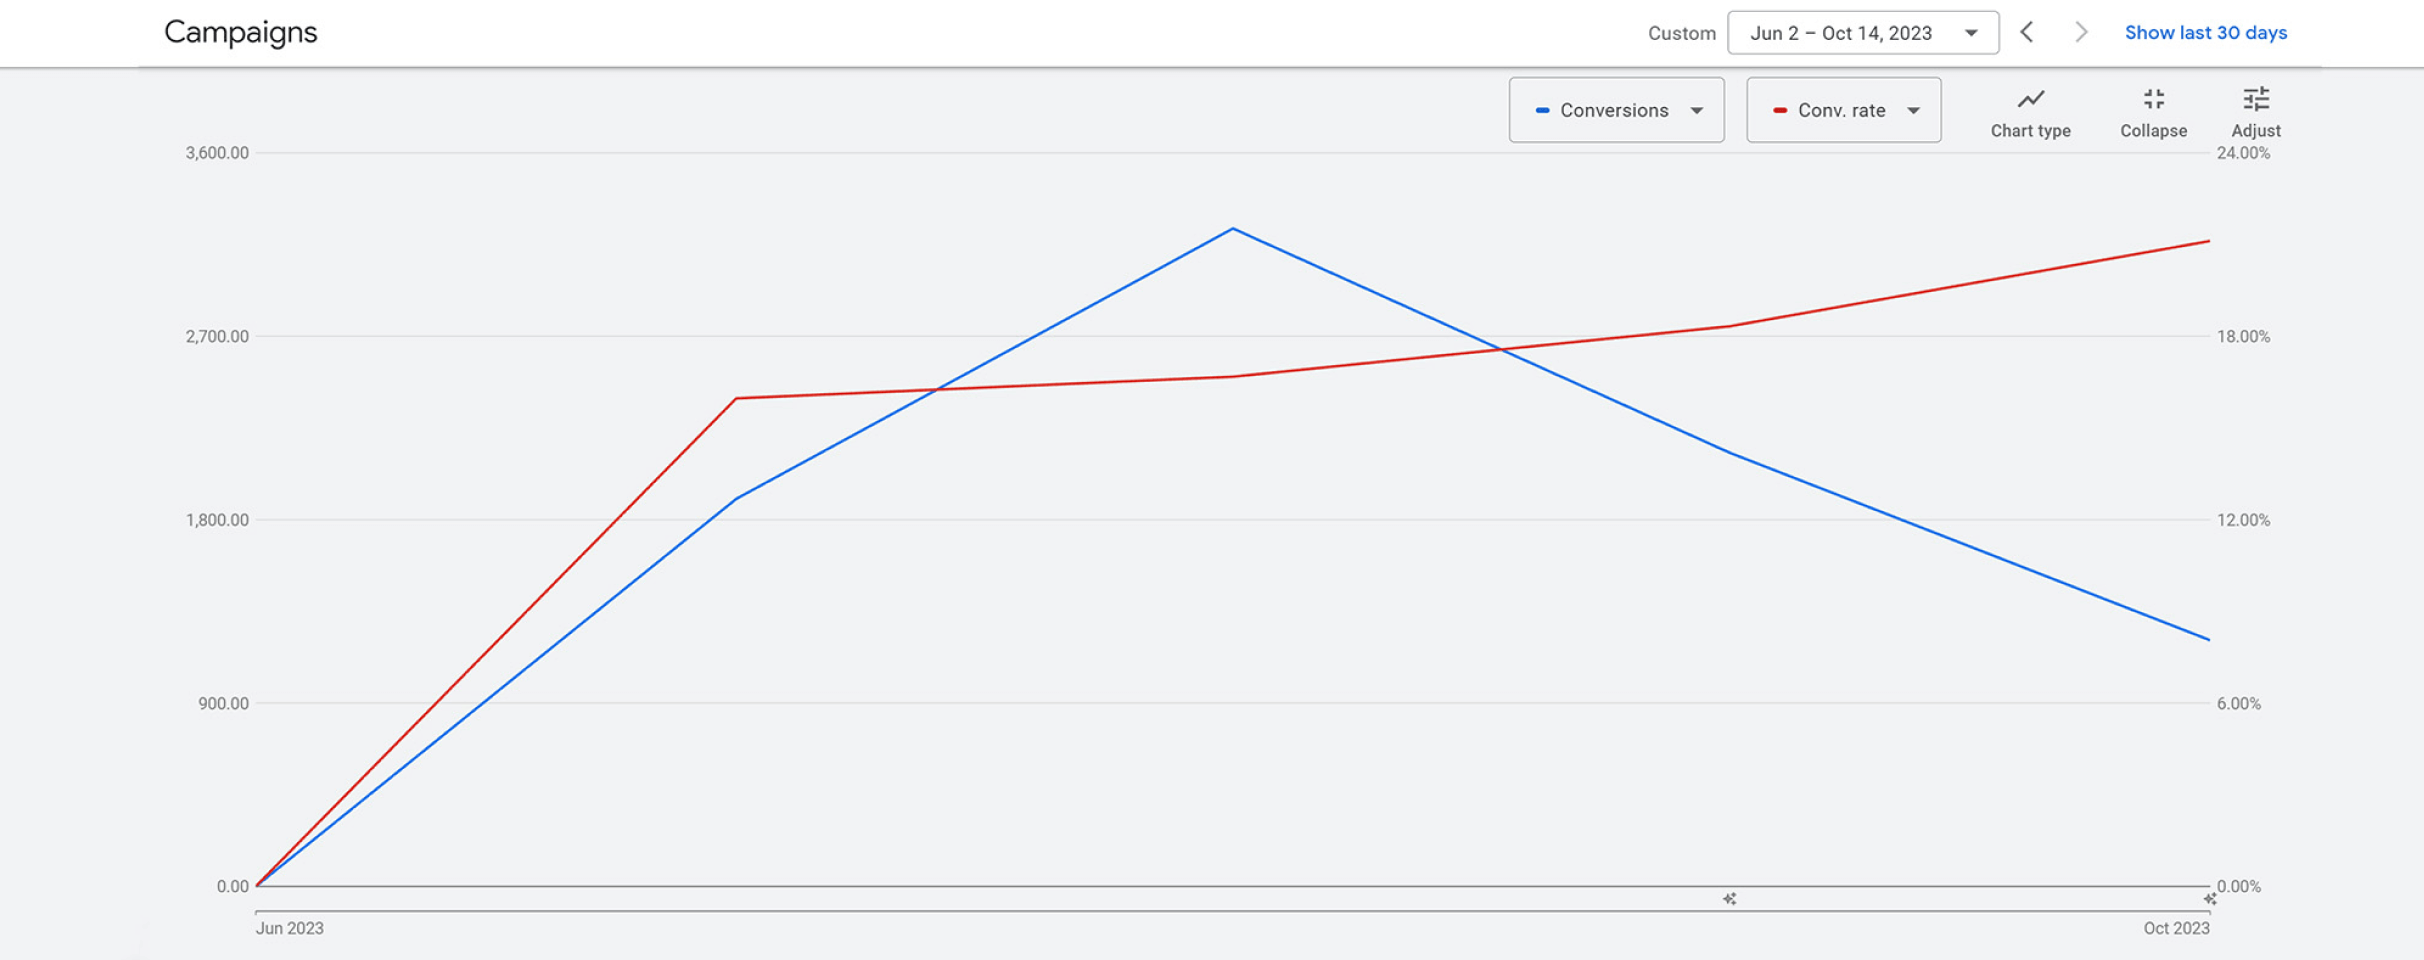 Campaigns
Custom Jun 2 – Oct 14, 2023 Show last 30 days
Conversions Conv. rate Chart type Collapse Adjust
3,600.00 24.00%
2,700.00 18.00%
1,800.00 12.00%
900.00 6.00%
0.00 0.00%
Jun 2023 Oct 2023